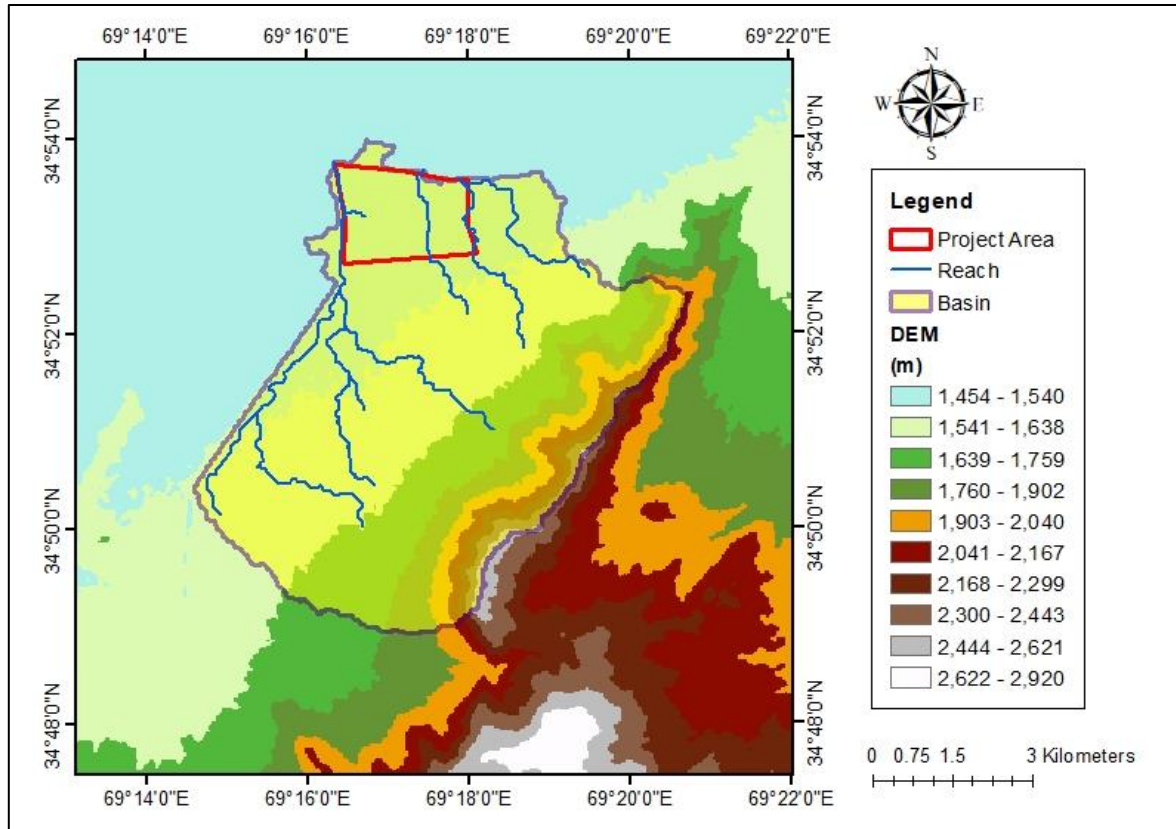 69°14'0"E 69°16'0"E 69°18'0"E 69°20'0"E 69°22'0"E
34°54'0"N 34°54'0"N
34°52'0"N 34°52'0"N
34°50'0"N 34°50'0"N
34°48'0"N 34°48'0"N
69°14'0"E 69°16'0"E 69°18'0"E 69°20'0"E 69°22'0"E
N
W E
S
Legend
Project Area
Reach
Basin
DEM
(m)
1,454 - 1,540
1,541 - 1,638
1,639 - 1,759
1,760 - 1,902
1,903 - 2,040
2,041 - 2,167
2,168 - 2,299
2,300 - 2,443
2,444 - 2,621
2,622 - 2,920
0 0.75 1.5 3 Kilometers